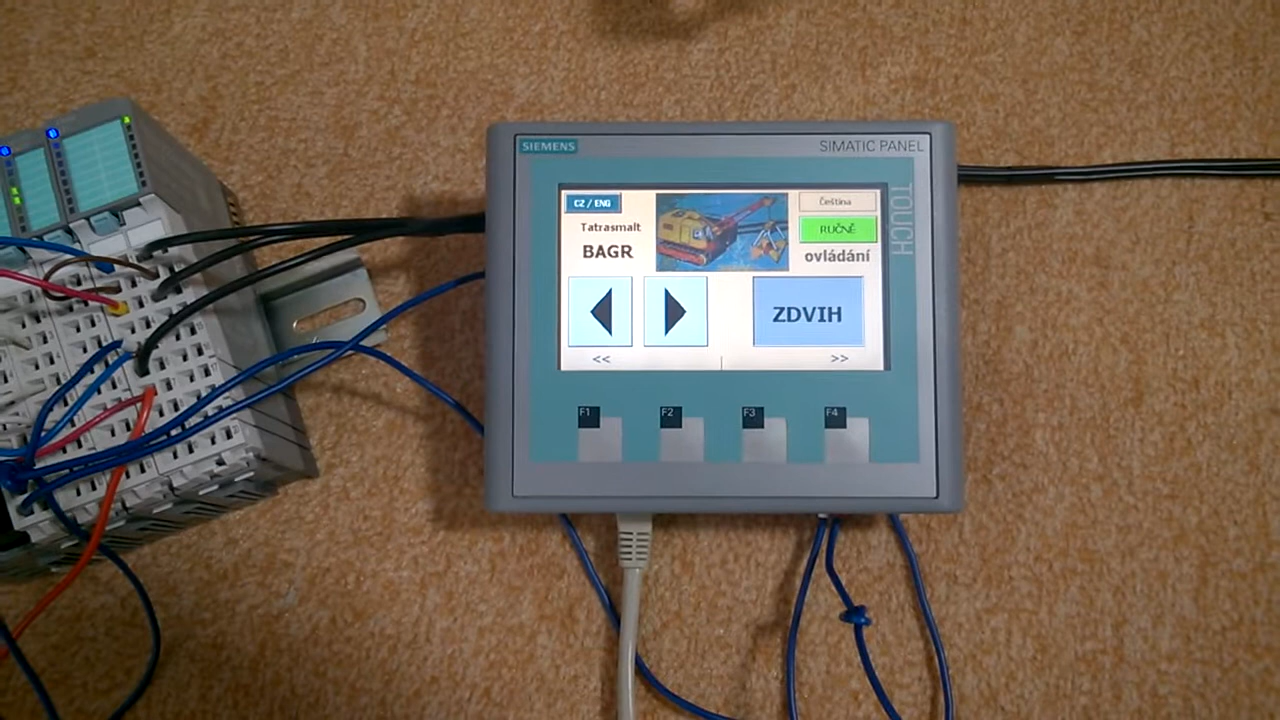 SIEMENS
SIMATIC PANEL
TOUCH
CZ / ENG
Čeština
Tatrasmalt
RUČNĚ
BAGR
ovládání
ZDVIH
<<
>>
F1
F2
F3
F4